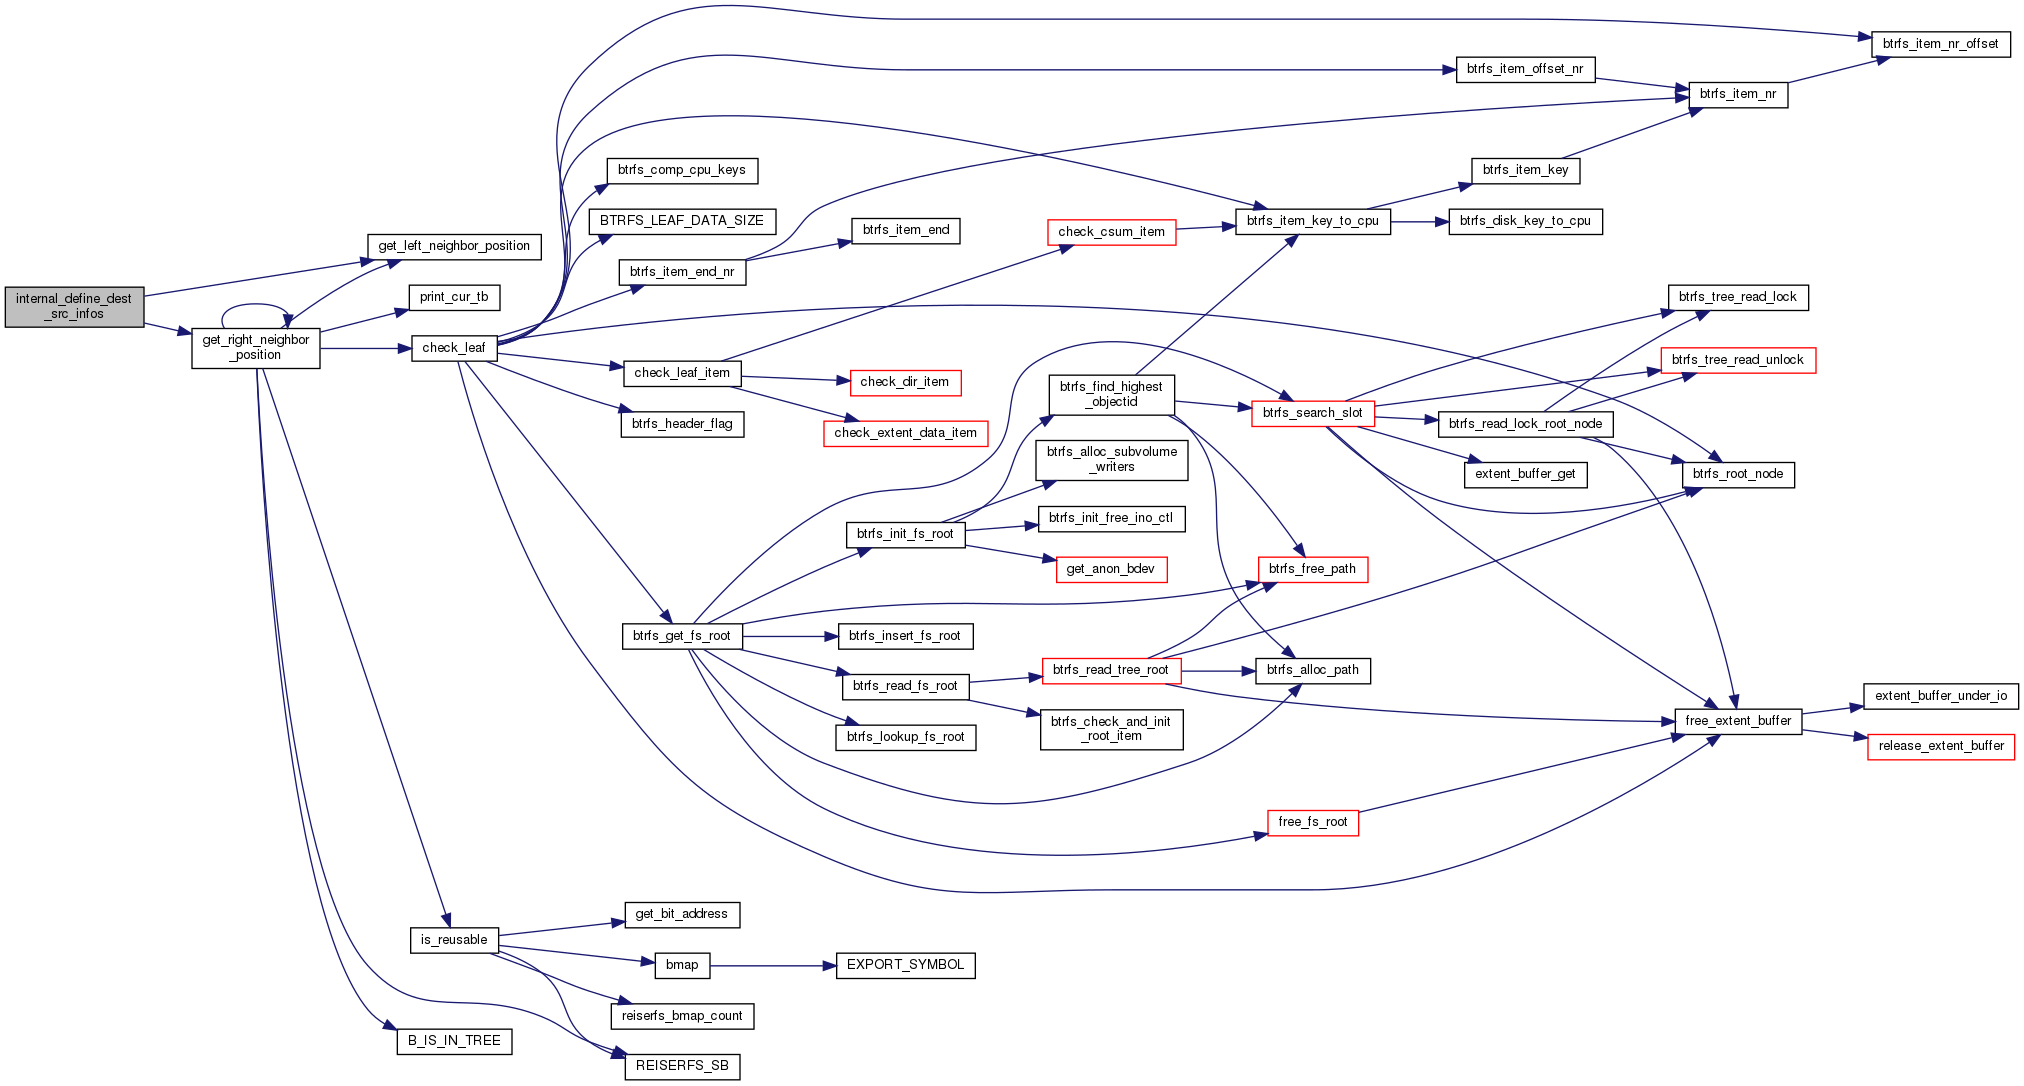 internal_define_dest
_src_infos
get_left_neighbor_position
get_right_neighbor
_position
print_cur_tb
check_leaf
is_reusable
B_IS_IN_TREE
btrfs_comp_cpu_keys
BTRFS_LEAF_DATA_SIZE
btrfs_item_end_nr
check_leaf_item
btrfs_header_flag
btrfs_get_fs_root
get_bit_address
bmap
reiserfs_bmap_count
REISERFS_SB
btrfs_item_end
check_dir_item
check_extent_data_item
btrfs_init_fs_root
btrfs_insert_fs_root
btrfs_read_fs_root
btrfs_lookup_fs_root
EXPORT_SYMBOL
check_csum_item
btrfs_find_highest
_objectid
btrfs_alloc_subvolume
_writers
btrfs_init_free_ino_ctl
get_anon_bdev
btrfs_read_tree_root
btrfs_check_and_init
_root_item
btrfs_item_key_to_cpu
btrfs_search_slot
btrfs_free_path
btrfs_alloc_path
free_fs_root
btrfs_item_offset_nr
btrfs_item_key
btrfs_disk_key_to_cpu
btrfs_read_lock_root_node
extent_buffer_get
btrfs_item_nr
btrfs_tree_read_lock
btrfs_tree_read_unlock
btrfs_root_node
free_extent_buffer
btrfs_item_nr_offset
extent_buffer_under_io
release_extent_buffer